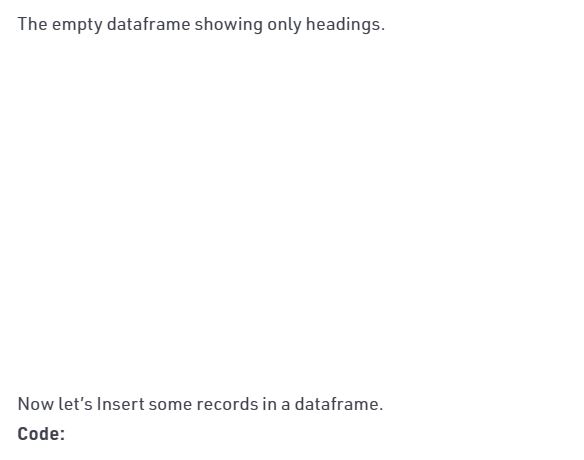 The empty dataframe showing only headings.
Now let’s Insert some records in a dataframe.
Code: